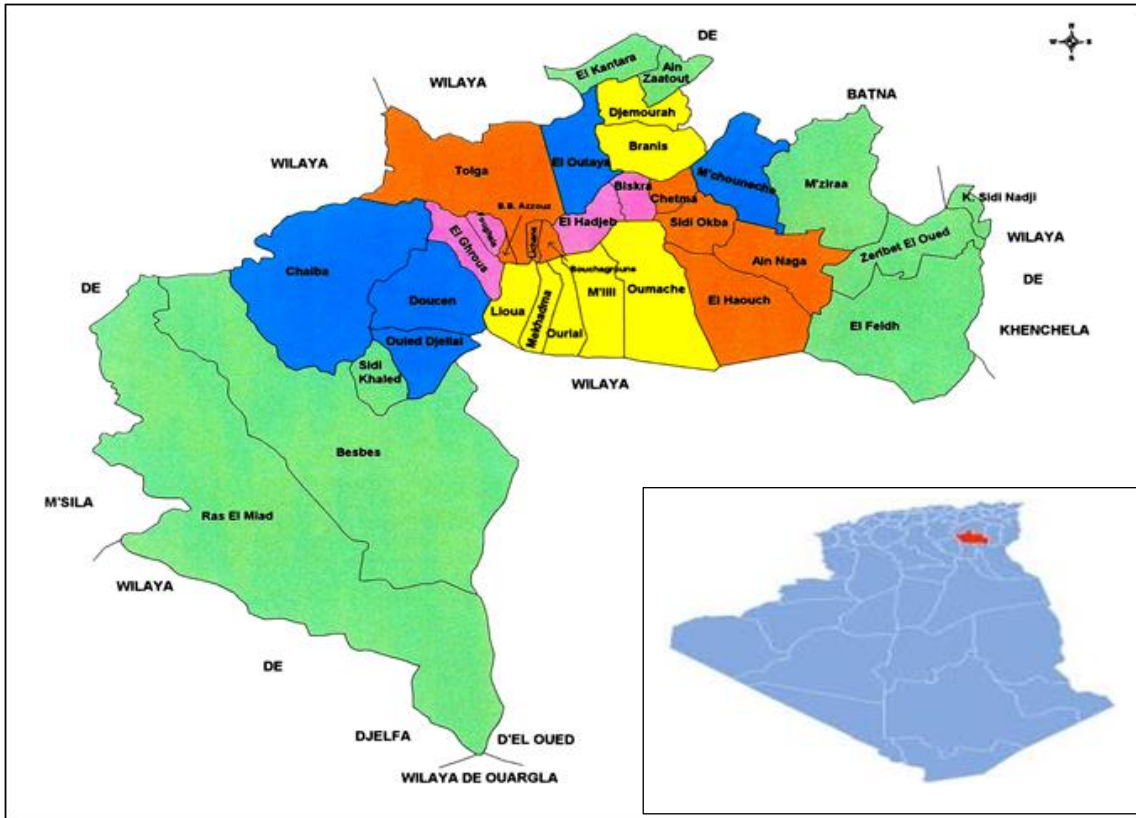 N
W
E
S
DE
WILAYA
El Kantara
Ain Zaatout
BATNA
Djemourah
WILAYA
Tolga
El Outaya
Branis
M'chouneche
M'ziraa
Biskra
Chetma
K. Sidi Nadji
B.B. Azzouz
El Ghrous
Foughala
Lichana
El Hadjeb
Sidi Okba
WILAYA
Zeribet El Oued
Chaiba
Bouchagroune
Ain Naga
DE
DE
Doucen
Lioua
Mekhadma
Ourlal
M'lili
Oumache
El Haouch
El Feidh
KHENCHELA
Ouled Djellal
Sidi Khaled
WILAYA
Besbes
M'SILA
Ras El Miad
WILAYA
DE
DJELFA
D'EL OUED
WILAYA DE OUARGLA